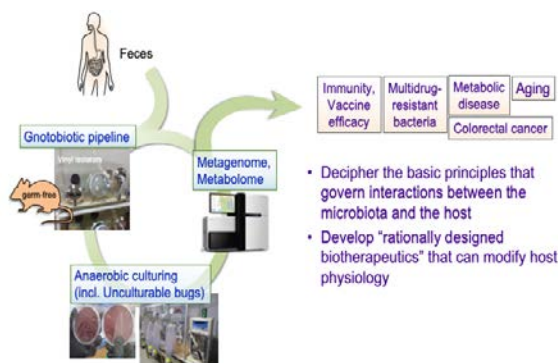 Feces
Gnotobiotic pipeline
Vinyl isolators
germ-free
Metagenome,
Metabolome
Anaerobic culturing
(incl. Unculturable bugs)
Immunity,
Vaccine
efficacy
Multidrug-
resistant
bacteria
Metabolic
disease
Aging
Colorectal cancer
• Decipher the basic principles that
govern interactions between the
microbiota and the host
• Develop “rationally designed
biotherapeutics” that can modify host
physiology